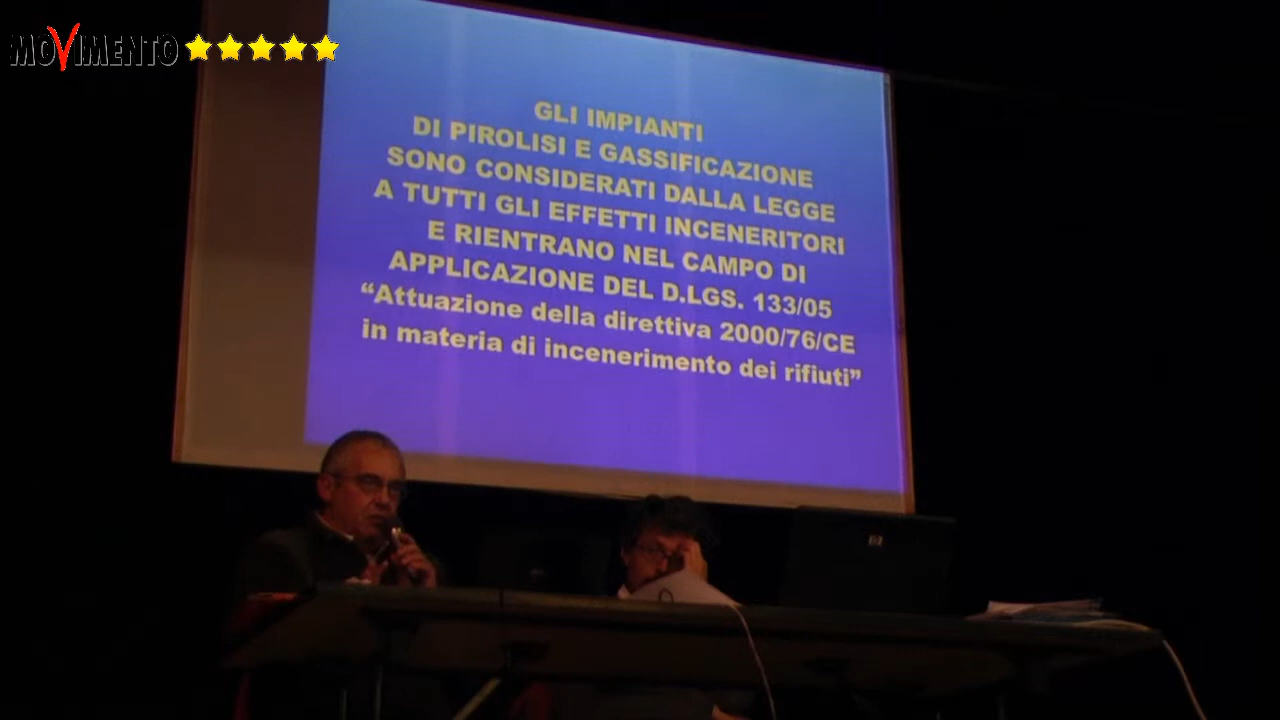 MOVIMENTO
GLI IMPIANTI
DI PIROLISI E GASSIFICAZIONE
SONO CONSIDERATI DALLA LEGGE
A TUTTI GLI EFFETTI INCENERITORI
E RIENTRANO NEL CAMPO DI
APPLICAZIONE DEL D.LGS. 133/05
“Attuazione della direttiva 2000/76/CE
in materia di incenerimento dei rifiuti”
hp